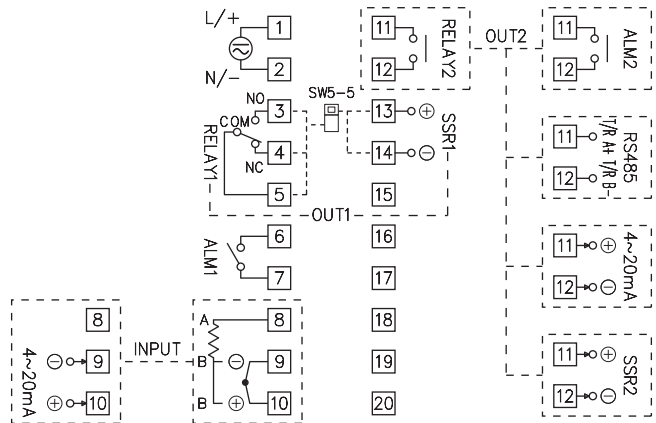 L/+
1
N/-
2
NO
3
COM
4
NC
5
RELAY1
SW5-5
13 ⊕
14 ⊖
SSR1
15
OUT1
ALM1
6
7
16
17
8
9
10
4~20mA
⊖
⊕
INPUT
A
8
B ⊖ 9
B ⊕ 10
18
19
20
11
12
RELAY2
OUT2
11
12
ALM2
11 T/R A+
12 T/R B-
RS485
11 ⊕
12 ⊖
4~20mA
11 ⊕
12 ⊖
SSR2